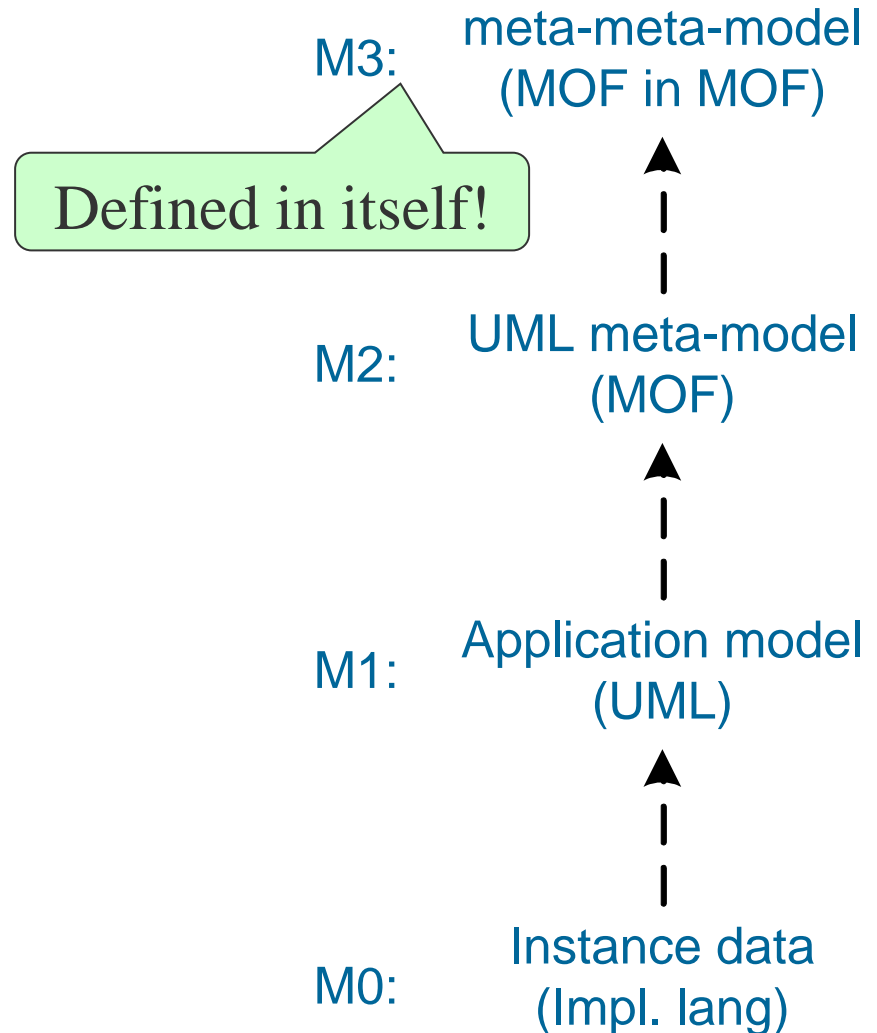 M3: meta-meta-model
(MOF in MOF)
Defined in itself!
M2: UML meta-model
(MOF)
M1: Application model
(UML)
M0: Instance data
(Impl. lang)